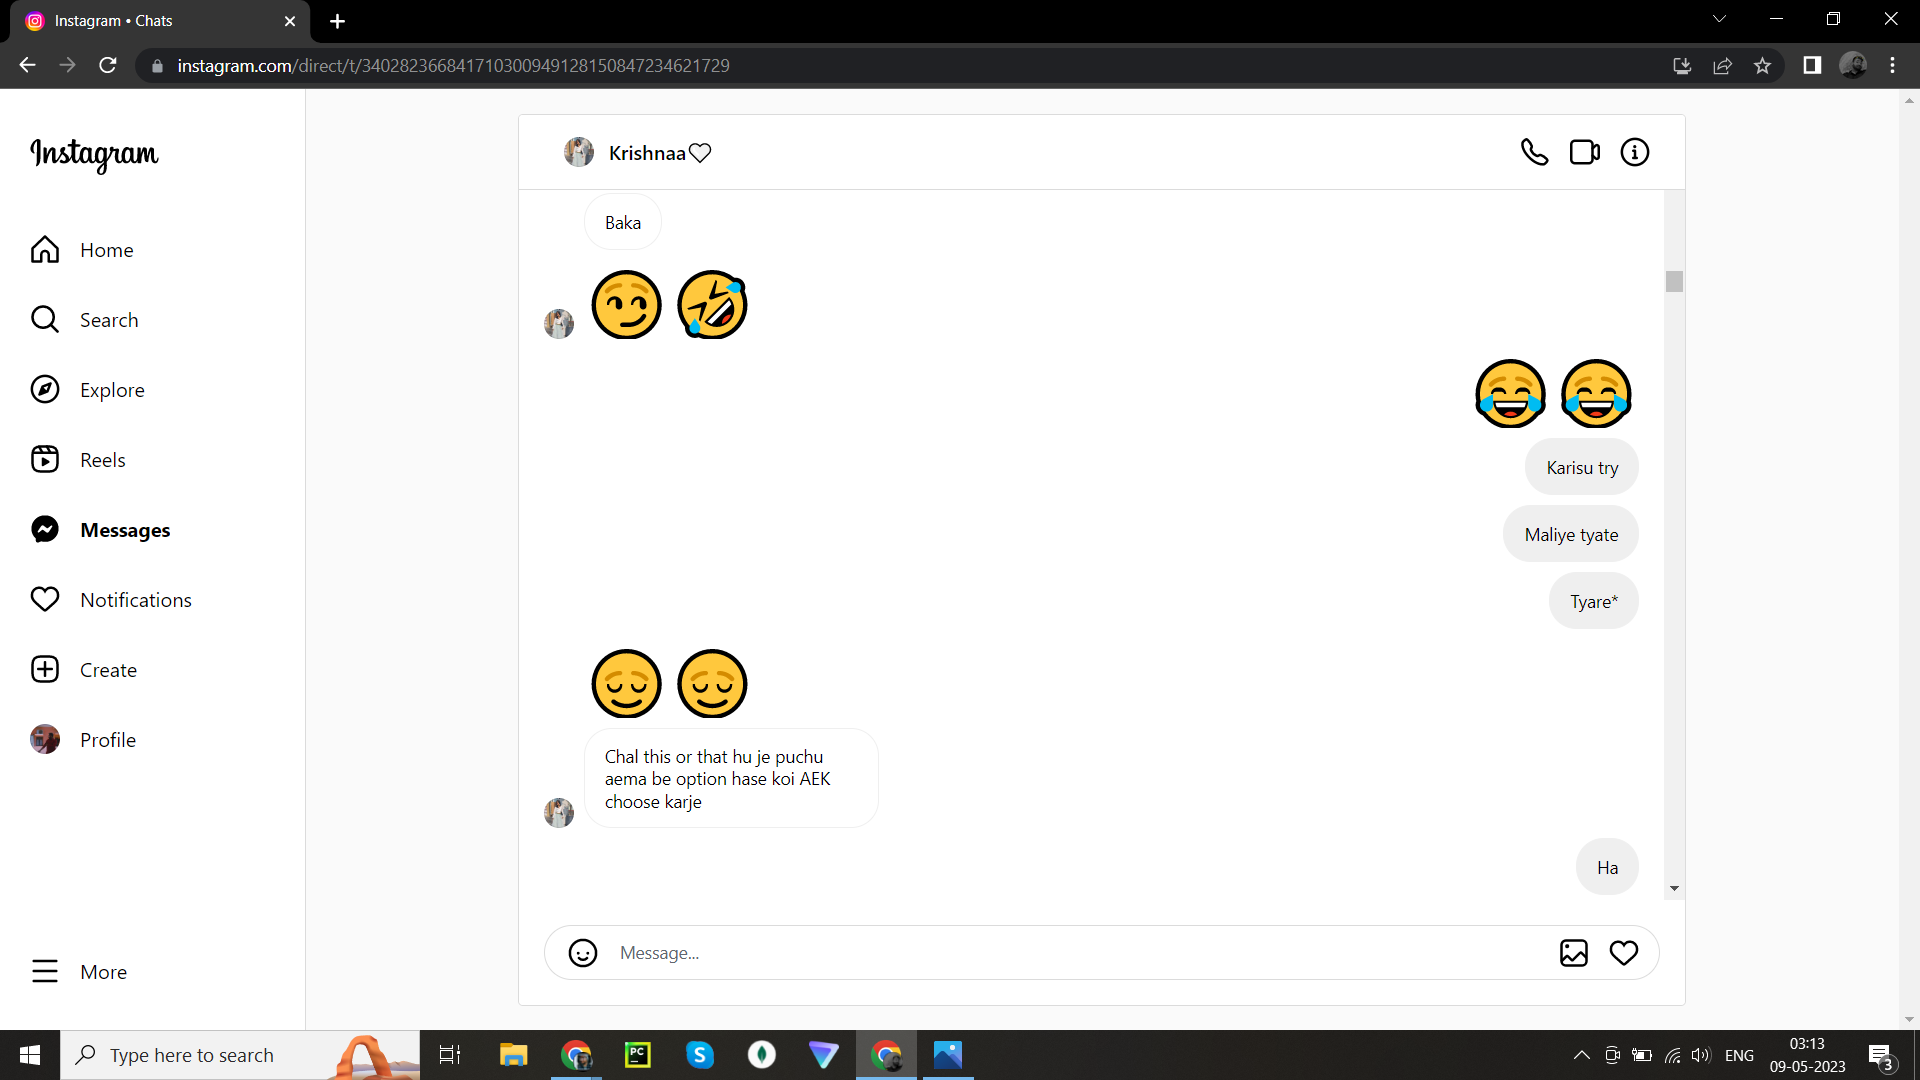 Instagram • Chats
instagram.com/direct/t/340282366841710300949128150847234621729
Instagram
Home
Search
Explore
Reels
Messages
Notifications
Create
Profile
More
Krishnaa♡
Baka
😏 🤣
😂 😂
Karisu try
Maliye tyate
Tyare*
😌 😌
Chal this or that hu je puchu
aema be option hase koi AEK
choose karje
Ha
Message...
Type here to search
PC
S
ENG
03:13
09-05-2023
3